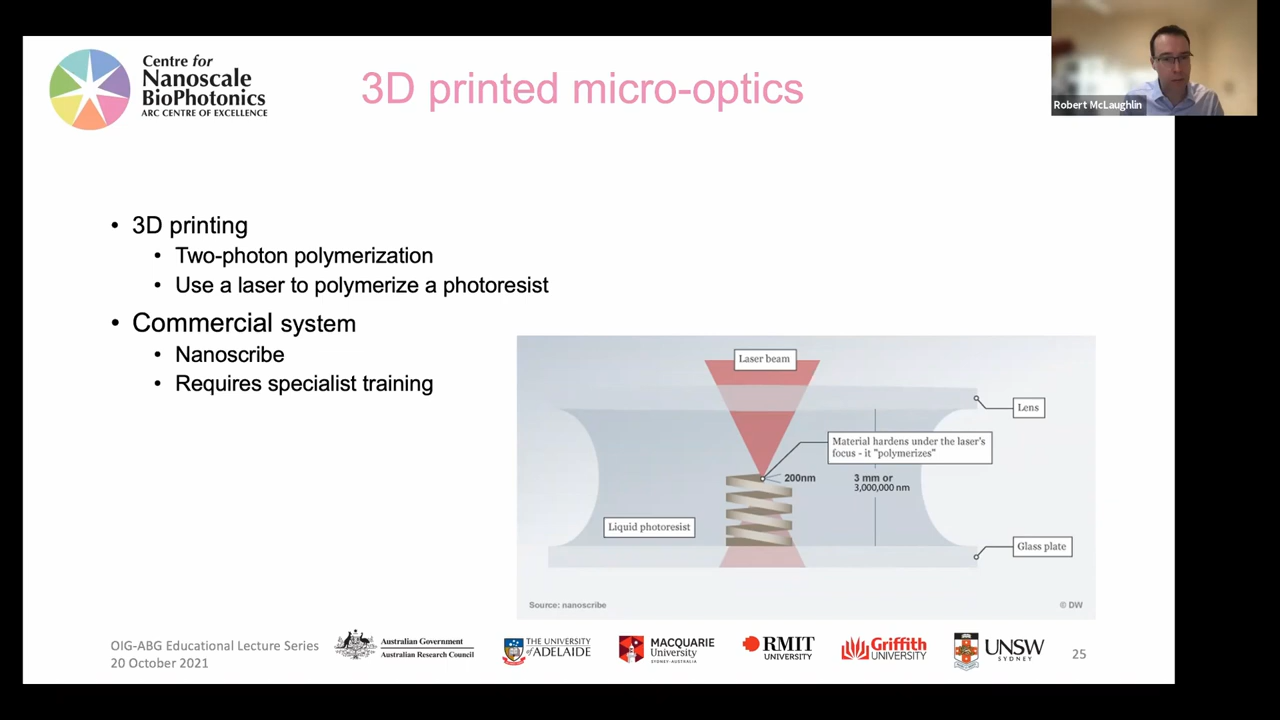 Centre for
Nanoscale
BioPhotonics
ARC CENTRE OF EXCELLENCE
3D printed micro-optics
Robert McLaughlin
• 3D printing
• Two-photon polymerization
• Use a laser to polymerize a photoresist
• Commercial system
• Nanoscribe
• Requires specialist training
Laser beam
Lens
Material hardens under the laser's
focus - it "polymerizes"
200nm
3 mm or
3,000,000 nm
Liquid photoresist
Glass plate
Source: nanoscribe
© DW
OIG-ABG Educational Lecture Series
20 October 2021
Australian Government
Australian Research Council
THE UNIVERSITY
of ADELAIDE
MACQUARIE
University
SYDNEY·AUSTRALIA
RMIT
UNIVERSITY
Griffith
UNIVERSITY
UNSW
SYDNEY
25